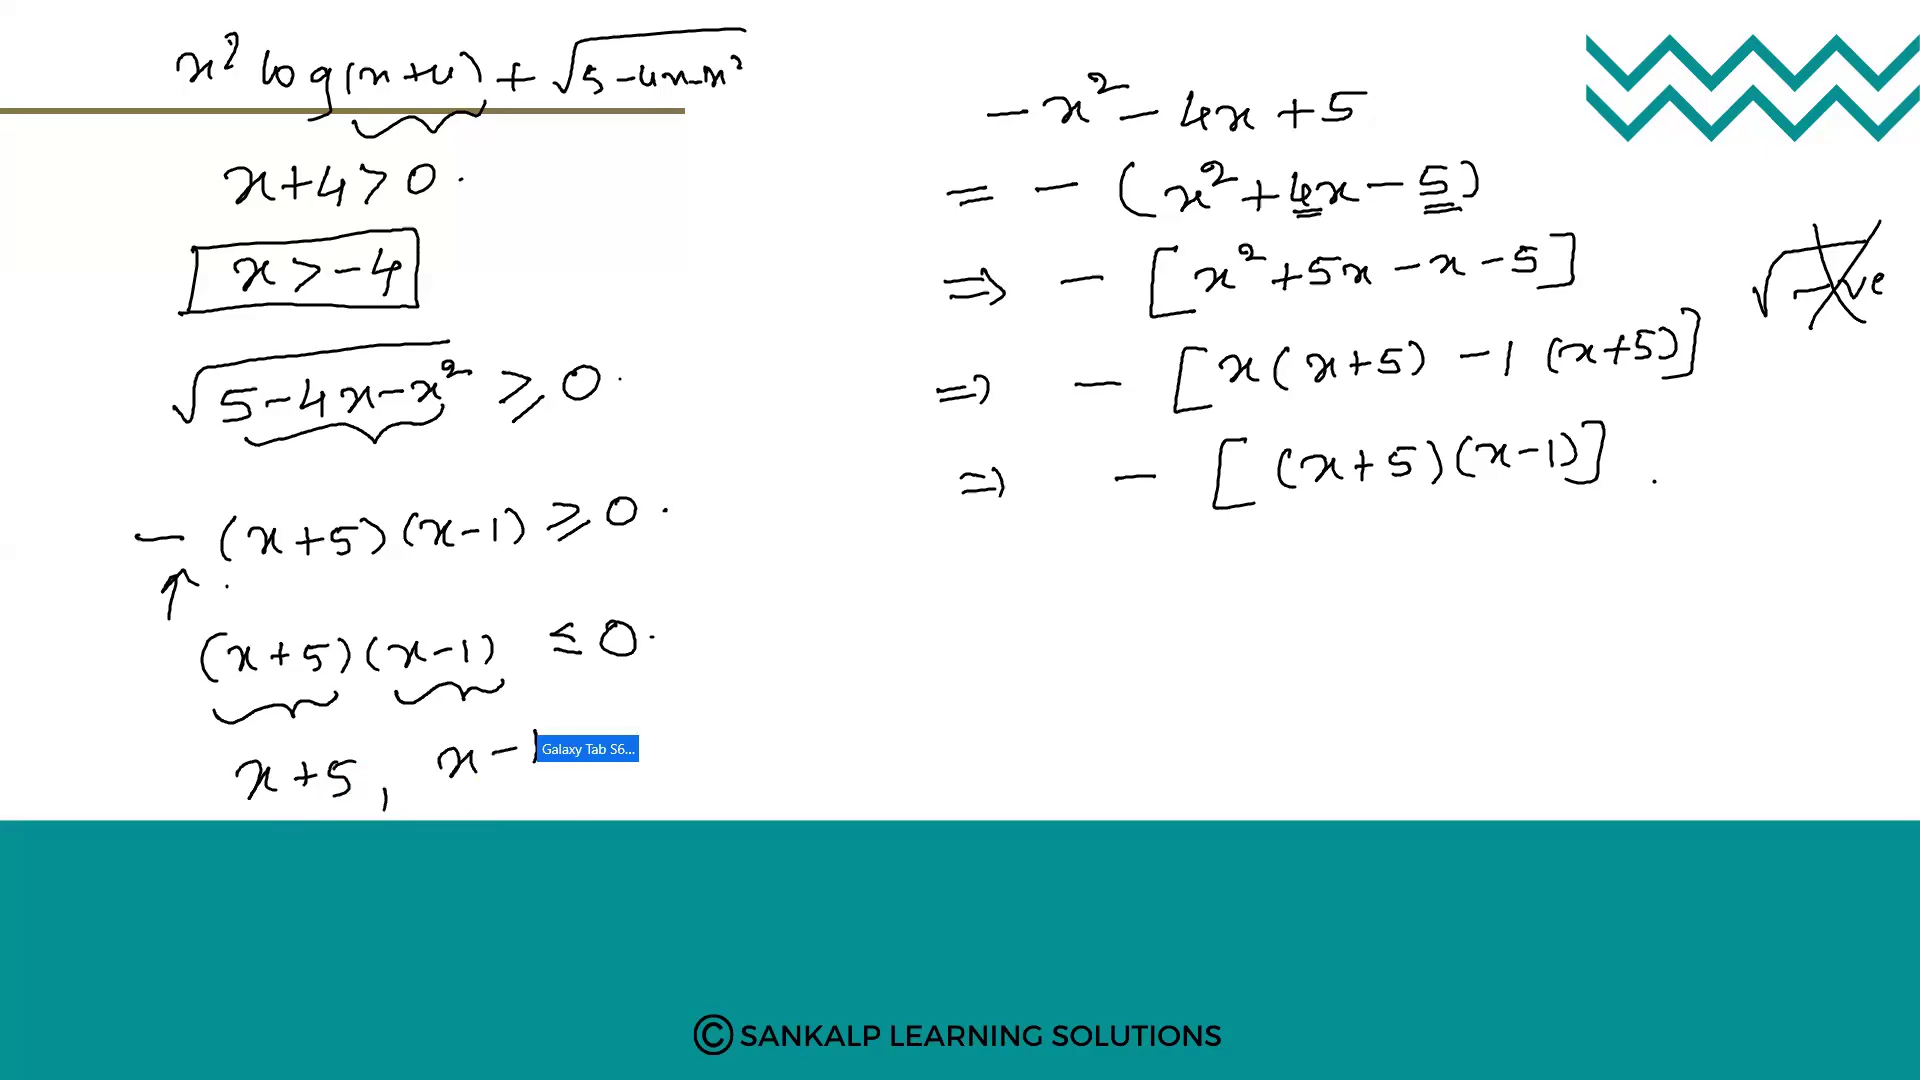 x² log(x+4) + √5-4x-x²
x+4>0.
x>-4
√5-4x-x² ≥ 0.
-(x+5)(x-1) ≥ 0.
↑
(x+5)(x-1) ≤ 0.
x+5, x-1
Galaxy Tab S6...
-x²-4x+5
= -(x²+4x-5)
⇒ -[x²+5x-x-5]
⇒ -[x(x+5)-1(x+5)]
⇒ -[(x+5)(x-1)].
√-ve
© SANKALP LEARNING SOLUTIONS